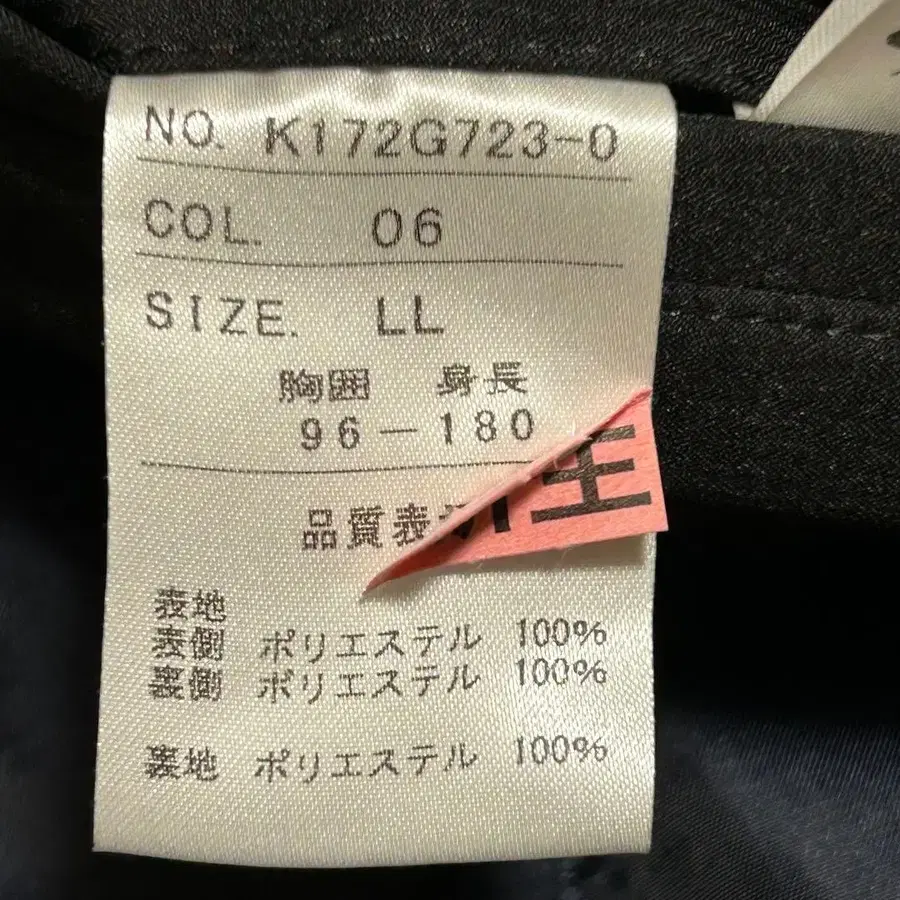 NO. K172G723-0
COL. 06
SIZE. LL
胸囲 身長
96-180
品質表
表地
表側 ポリエステル 100%
裏側 ポリエステル 100%
裏地 ポリエステル 100%